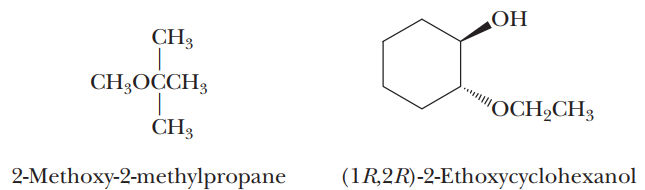 CH₃
CH₃OCCH₃
CH₃
2-Methoxy-2-methylpropane
OH
OCH₂CH₃
(1R,2R)-2-Ethoxycyclohexanol